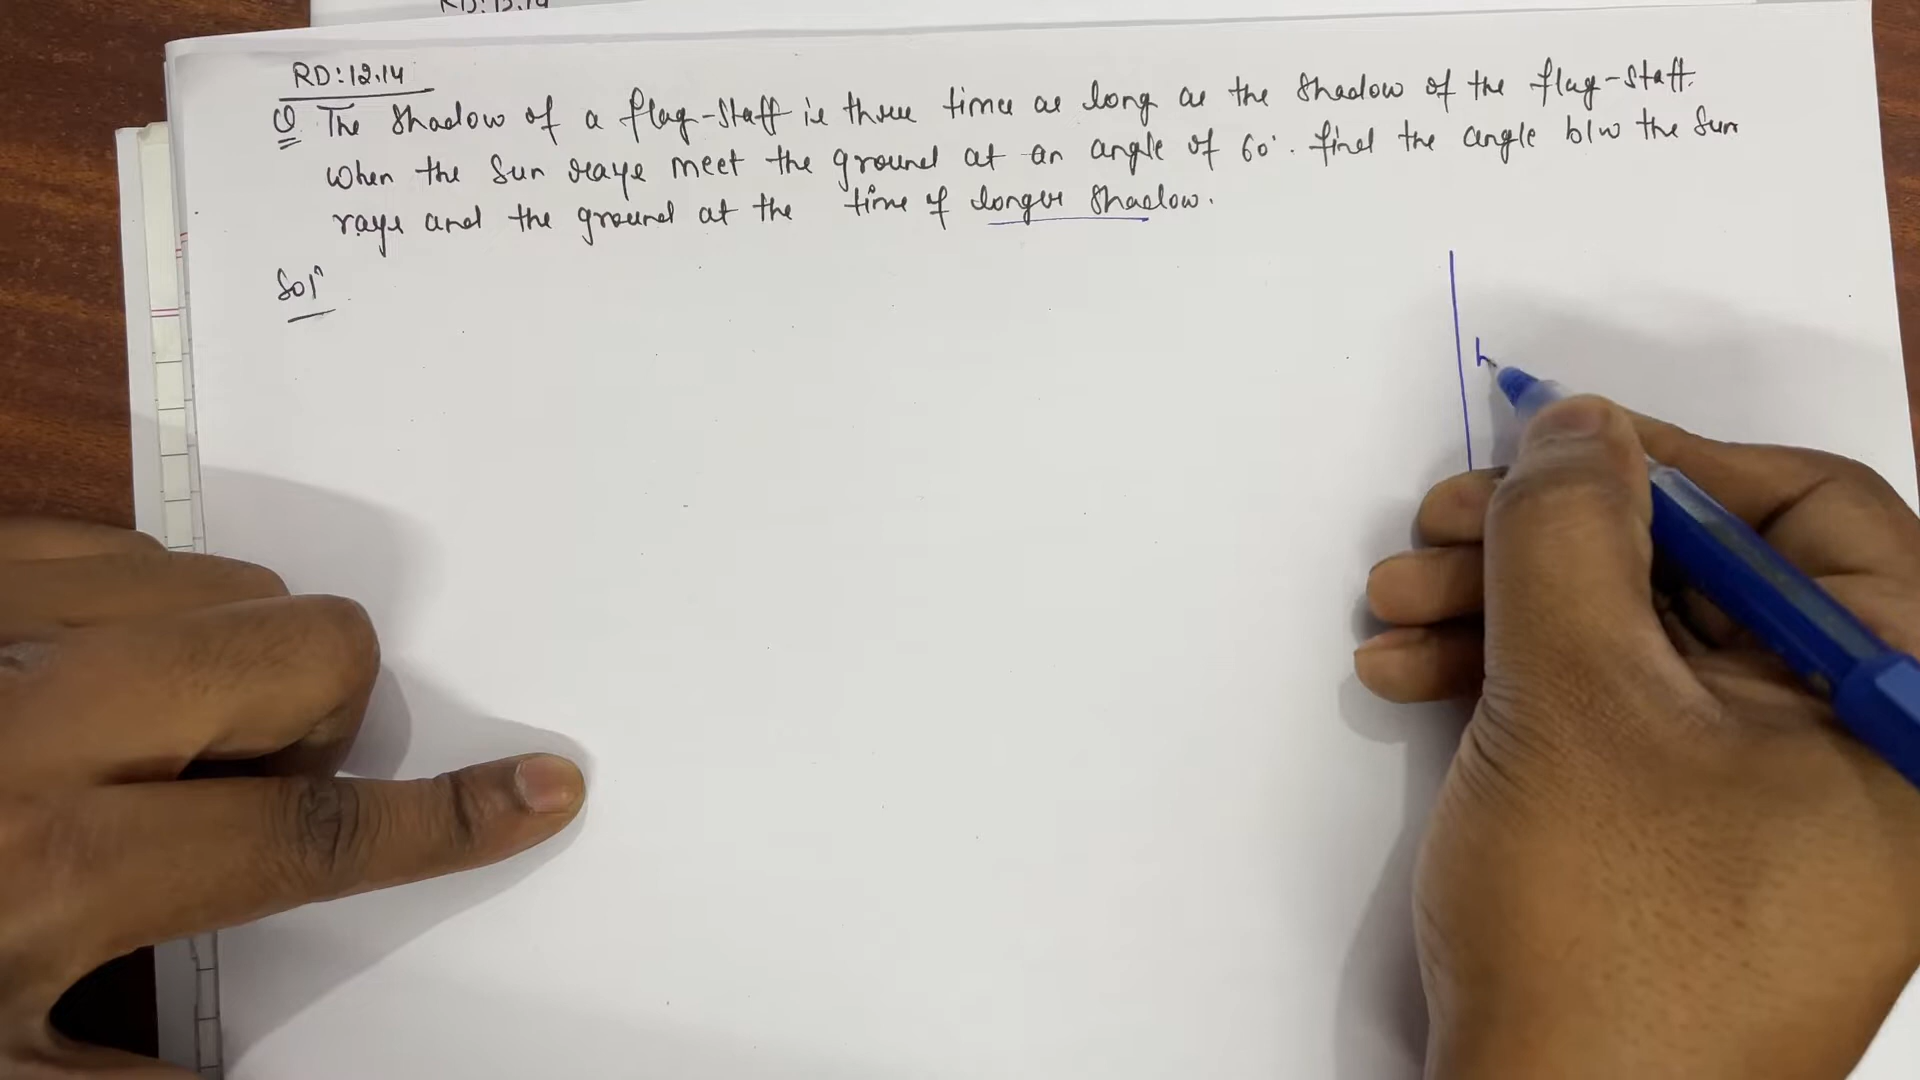 RD:12.14
Q The shadow of a flag-staff is three time as long as the shadow of the flag-staff.
When the Sun rays meet the ground at an angle of 60°. find the angle b/w the Sun
rays and the ground at the time of longer shadow.
Solⁿ
h